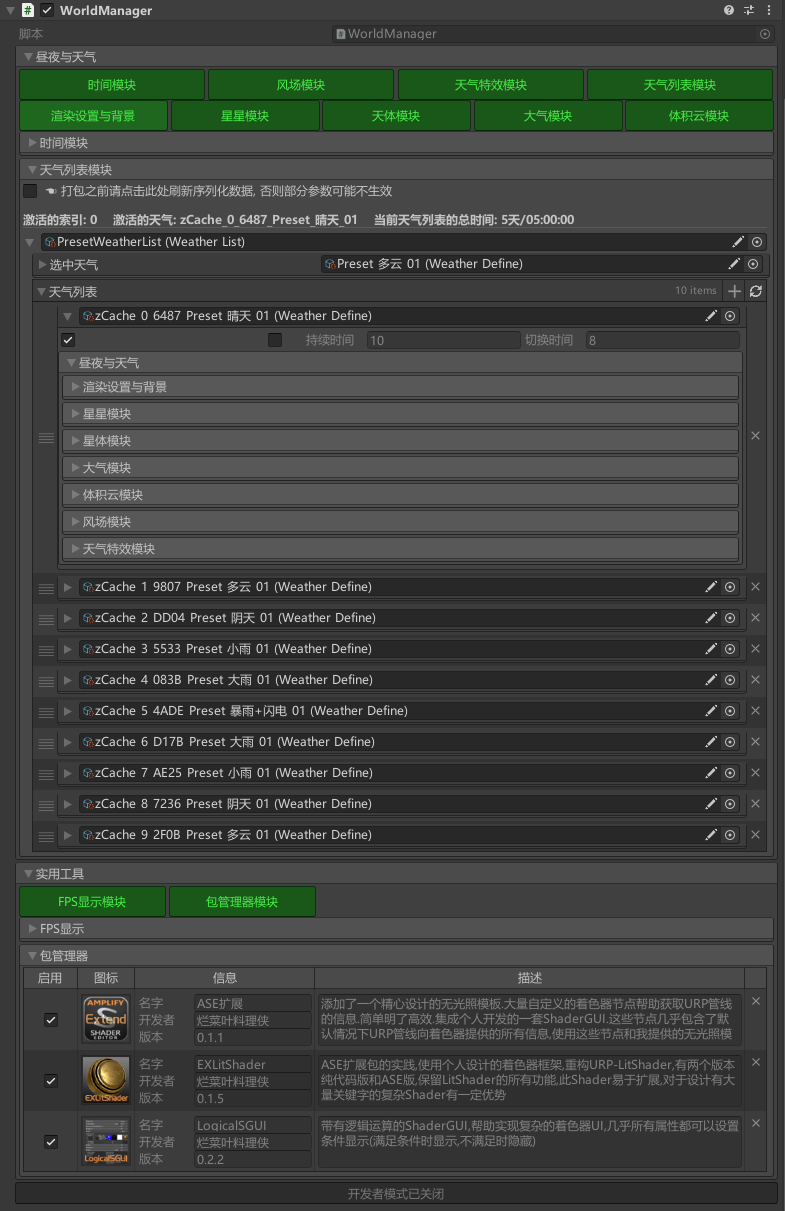 WorldManager
脚本 WorldManager
昼夜与天气
时间模块 风场模块 天气特效模块 天气列表模块
渲染设置与背景 星星模块 天体模块 大气模块 体积云模块
时间模块
天气列表模块
打包之前请点击此处刷新序列化数据, 否则部分参数可能不生效
激活的索引: 0 激活的天气: zCache_0_6487_Preset_晴天_01 当前天气列表的总时间: 5天/05:00:00
PresetWeatherList (Weather List)
选中天气 Preset 多云 01 (Weather Define)
天气列表 10 items
zCache 0 6487 Preset 晴天 01 (Weather Define)
持续时间 10 切换时间 8
昼夜与天气
渲染设置与背景
星星模块
星体模块
大气模块
体积云模块
风场模块
天气特效模块
zCache 1 9807 Preset 多云 01 (Weather Define)
zCache 2 DD04 Preset 阴天 01 (Weather Define)
zCache 3 5533 Preset 小雨 01 (Weather Define)
zCache 4 083B Preset 大雨 01 (Weather Define)
zCache 5 4ADE Preset 暴雨+闪电 01 (Weather Define)
zCache 6 D17B Preset 大雨 01 (Weather Define)
zCache 7 AE25 Preset 小雨 01 (Weather Define)
zCache 8 7236 Preset 阴天 01 (Weather Define)
zCache 9 2F0B Preset 多云 01 (Weather Define)
实用工具
FPS显示模块 包管理器模块
FPS显示
包管理器
启用 图标 信息 描述
AMPLIFY
Extend
SHADER
EDITOR
名字 ASE扩展
开发者 烂菜叶料理侠
版本 0.1.1
添加了一个精心设计的无光照模板.大量自定义的着色器节点帮助获取URP管线
的信息.简单明了高效.集成个人开发的一套ShaderGUI.这些节点几乎包含了默
认情况下URP管线向着色器提供的所有信息,使用这些节点和我提供的无光照模
EXLitShader
名字 EXLitShader
开发者 烂菜叶料理侠
版本 0.1.5
ASE扩展包的实践,使用个人设计的着色器框架,重构URP-LitShader,有两个版本
纯代码版和ASE版,保留LitShader的所有功能,此Shader易于扩展,对于设计有大
量关键字的复杂Shader有一定优势
LogicalSGUI
名字 LogicalSGUI
开发者 烂菜叶料理侠
版本 0.2.2
带有逻辑运算的ShaderGUI,帮助实现复杂的着色器UI,几乎所有属性都可以设置
条件显示(满足条件时显示,不满足时隐藏)
开发者模式已关闭